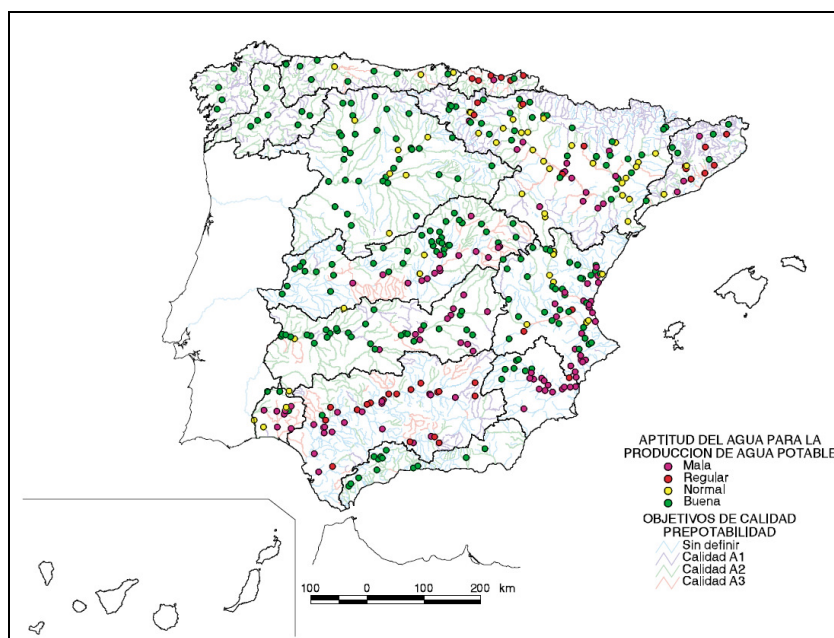 APTITUD DEL AGUA PARA LA
PRODUCCION DE AGUA POTABLE
Mala
Regular
Normal
Buena
OBJETIVOS DE CALIDAD
PREPOTABILIDAD
Sin definir
Calidad A1
Calidad A2
Calidad A3
100 0 100 200 km